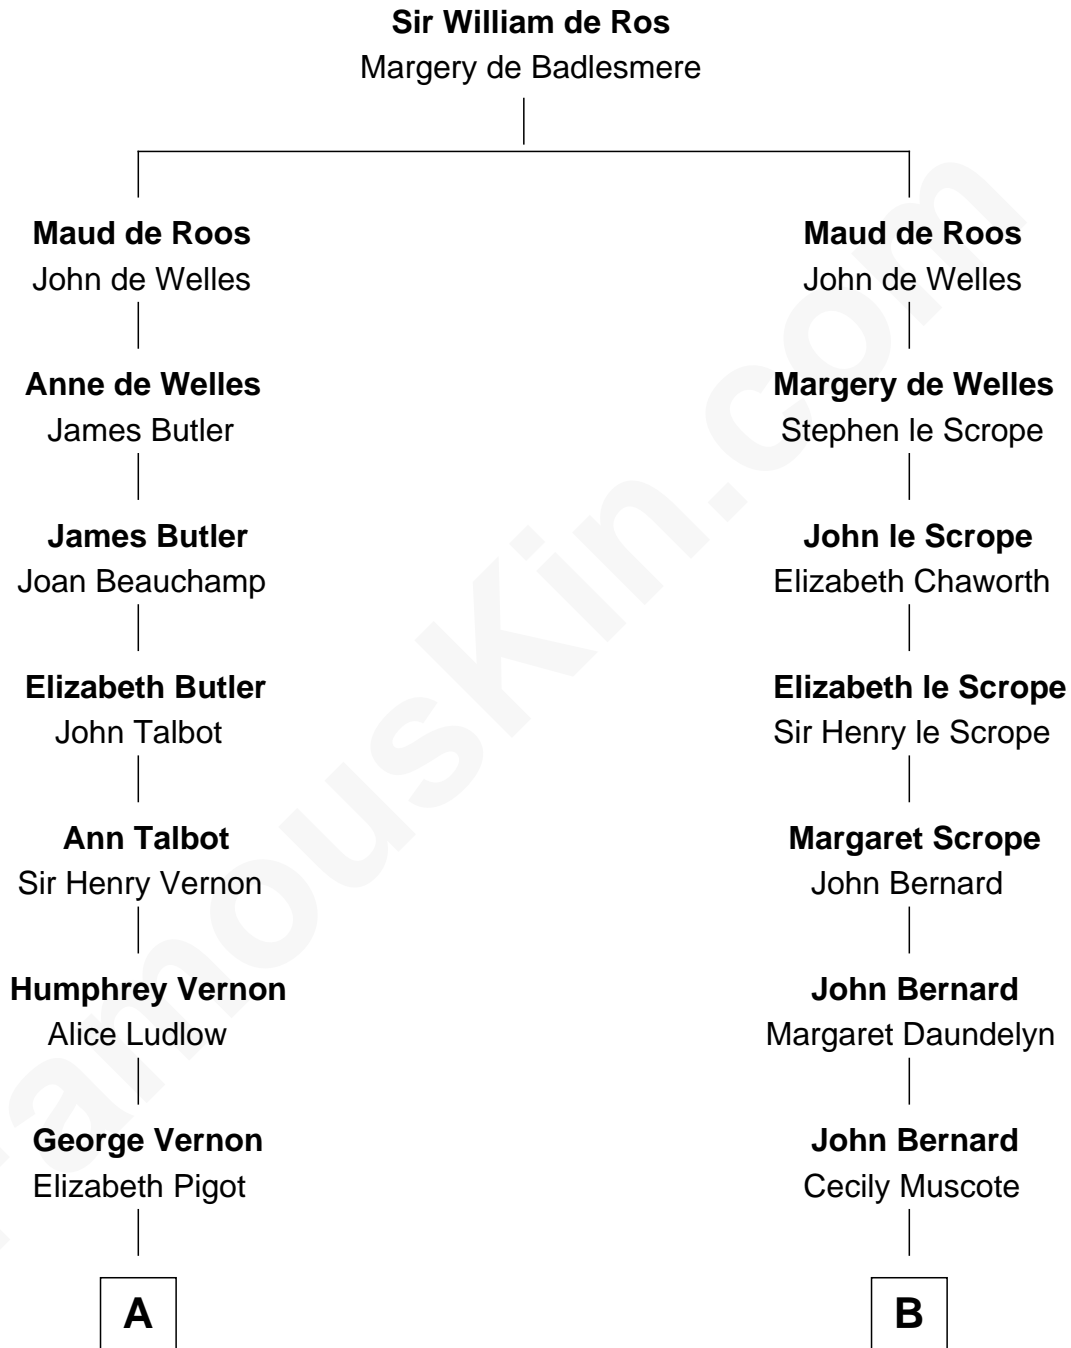 Sir William de Ros
Margery de Badlesmere
Maud de Roos
John de Welles
Maud de Roos
John de Welles
Anne de Welles
James Butler
Margery de Welles
Stephen le Scrope
James Butler
Joan Beauchamp
John le Scrope
Elizabeth Chaworth
Elizabeth Butler
John Talbot
Elizabeth le Scrope
Sir Henry le Scrope
Ann Talbot
Sir Henry Vernon
Margaret Scrope
John Bernard
Humphrey Vernon
Alice Ludlow
John Bernard
Margaret Daundelyn
George Vernon
Elizabeth Pigot
John Bernard
Cecily Muscote
A
B
FamousKin.com